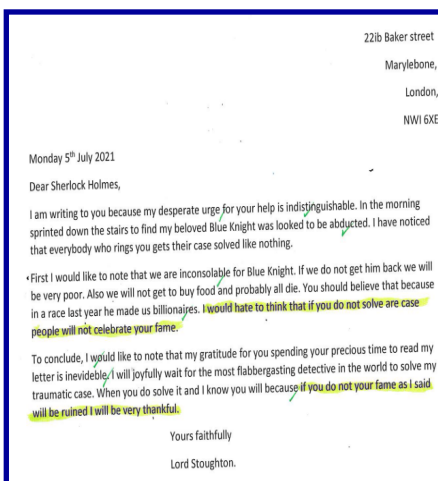 22ib Baker street
Marylebone,
London,
NWI 6XE
Monday 5th July 2021
Dear Sherlock Holmes,
I am writing to you because my desperate urge for your help is indistinguishable. In the morning
sprinted down the stairs to find my beloved Blue Knight was looked to be abducted. I have noticed
that everybody who rings you gets their case solved like nothing.
First I would like to note that we are inconsolable for Blue Knight. If we do not get him back we will
be very poor. Also we will not get to buy food and probably all die. You should believe that because
in a race last year he made us billionaires. I would hate to think that if you do not solve are case
people will not celebrate your fame.
To conclude, I would like to note that my gratitude for you spending your precious time to read my
letter is inevideble. I will joyfully wait for the most flabbergasting detective in the world to solve my
traumatic case. When you do solve it and I know you will because if you do not your fame as I said
will be ruined I will be very thankful.
Yours faithfully
Lord Stoughton.